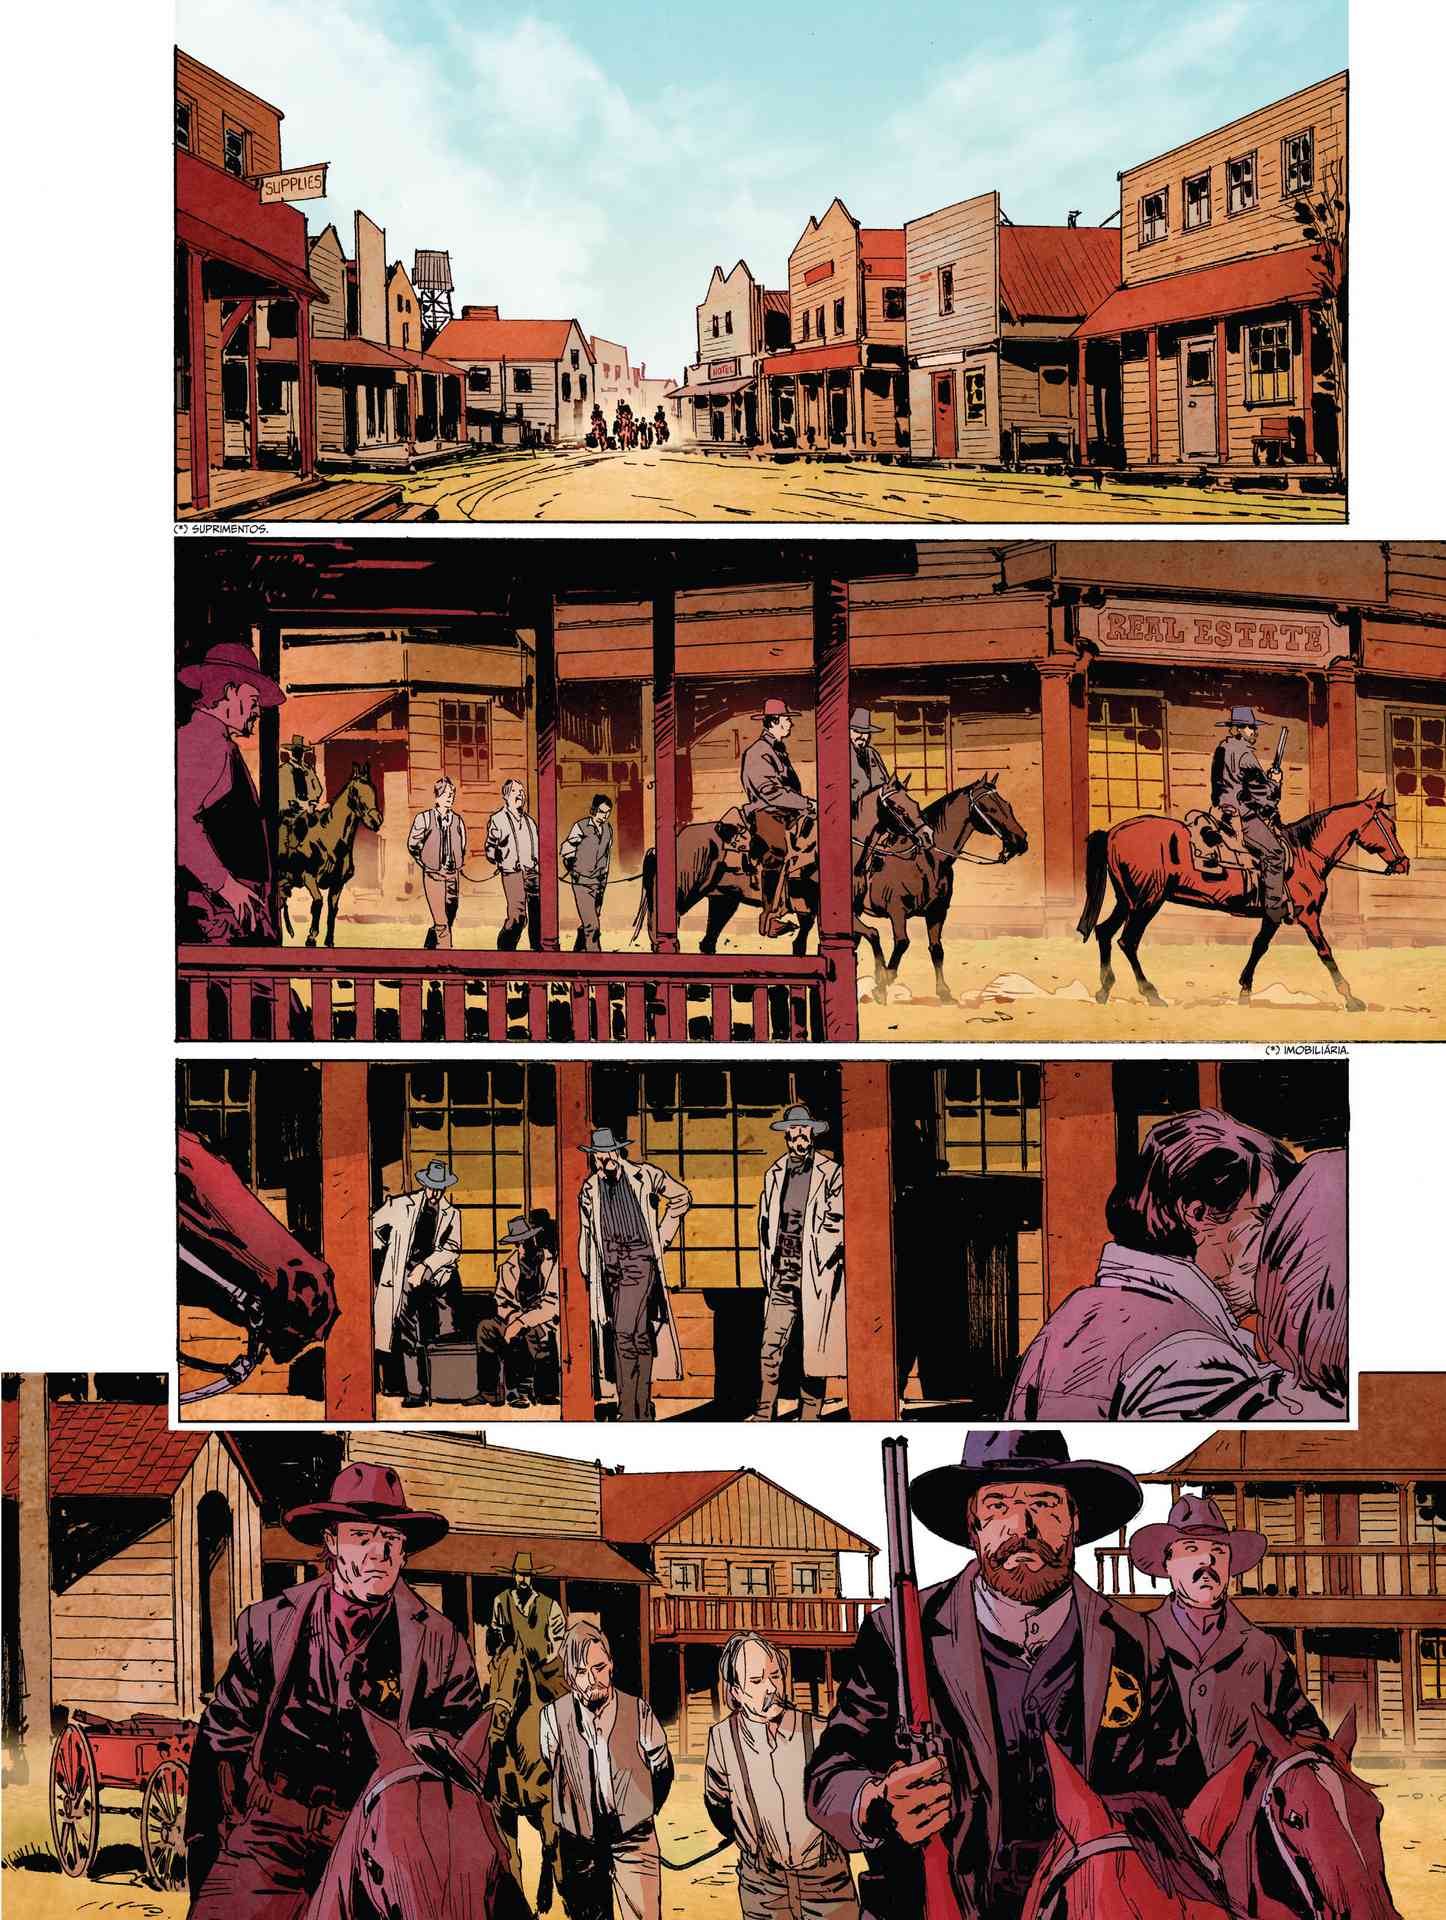 SUPPLIES
HOTEL
(*) SUPRIMENTOS.
REAL ESTATE
(*) IMOBILIÁRIA.